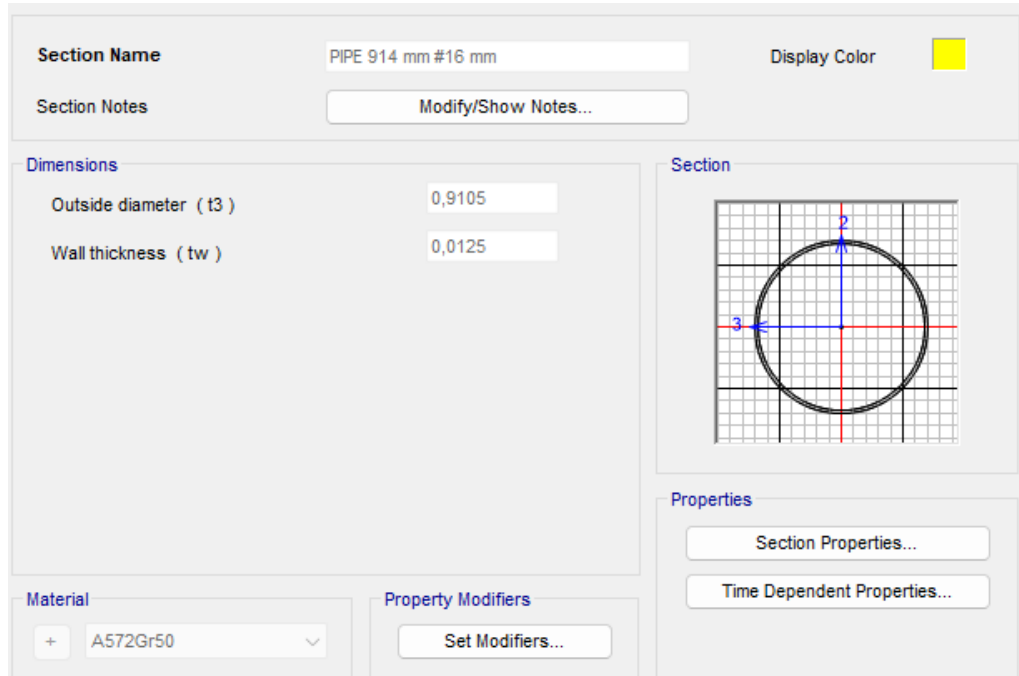 Section Name PIPE 914 mm #16 mm Display Color
Section Notes Modify/Show Notes...
Dimensions
Outside diameter ( t3 ) 0,9105
Wall thickness ( tw ) 0,0125
Section
2
3
Properties
Section Properties...
Time Dependent Properties...
Material
+ A572Gr50
Property Modifiers
Set Modifiers...